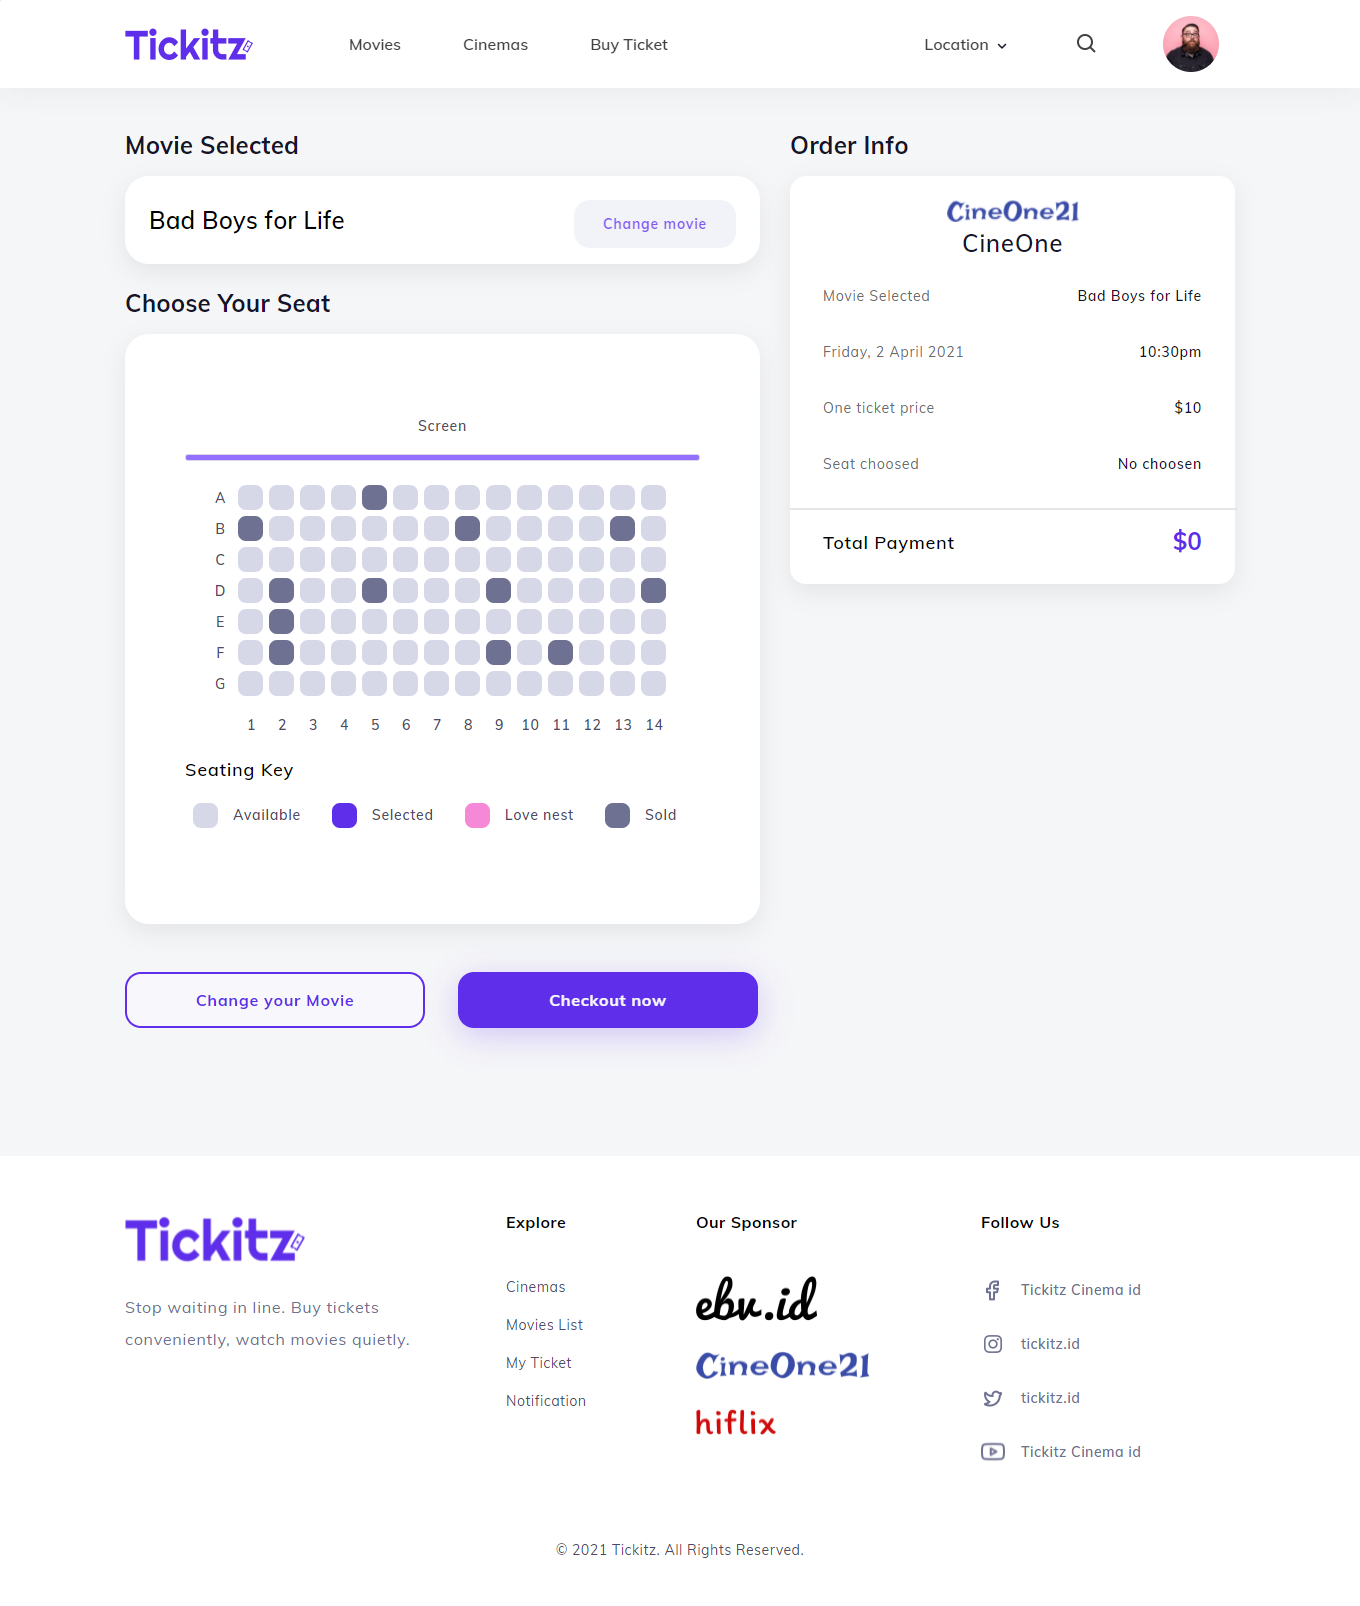 Tickitz
Movies
Cinemas
Buy Ticket
Location
Movie Selected
Bad Boys for Life
Change movie
Choose Your Seat
Screen
A
B
C
D
E
F
G
1 2 3 4 5 6 7 8 9 10 11 12 13 14
Seating Key
Available
Selected
Love nest
Sold
Change your Movie
Checkout now
Order Info
CineOne21
CineOne
Movie Selected Bad Boys for Life
Friday, 2 April 2021 10:30pm
One ticket price $10
Seat choosed No choosen
Total Payment $0
Tickitz
Stop waiting in line. Buy tickets
conveniently, watch movies quietly.
Explore
Cinemas
Movies List
My Ticket
Notification
Our Sponsor
ebv.id
CineOne21
hiflix
Follow Us
Tickitz Cinema id
tickitz.id
tickitz.id
Tickitz Cinema id
© 2021 Tickitz. All Rights Reserved.